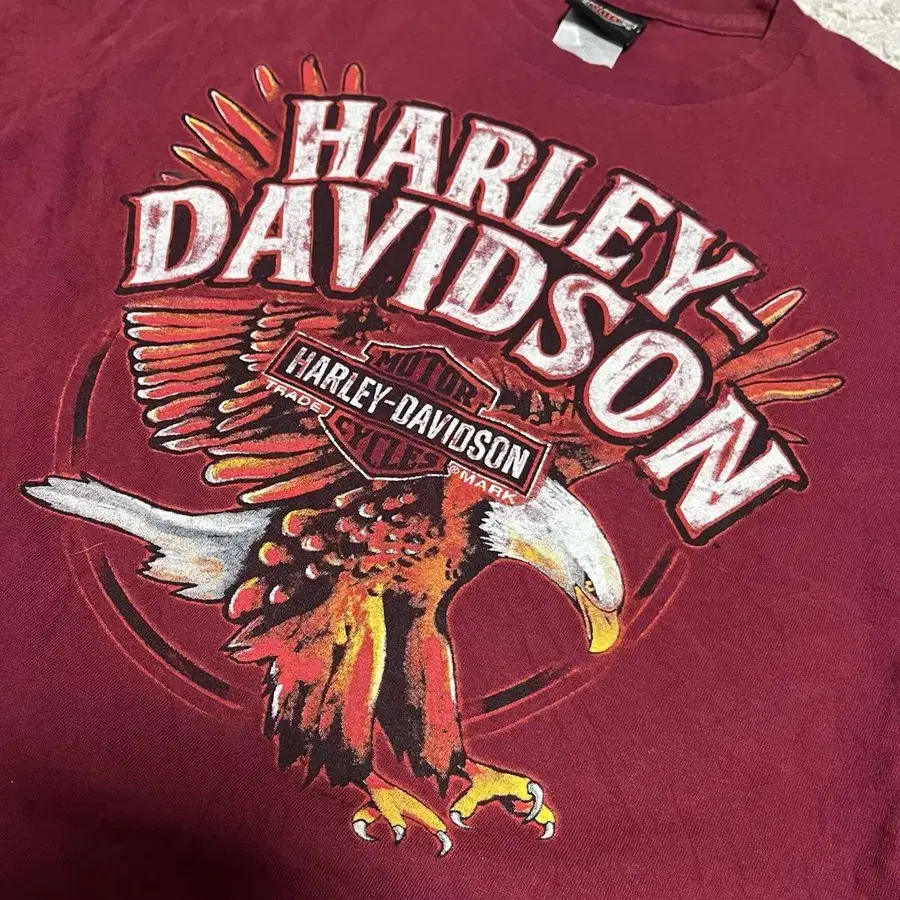 HARLEY-
DAVIDSON
MOTOR
HARLEY-DAVIDSON
CYCLES
TRADE
®MARK